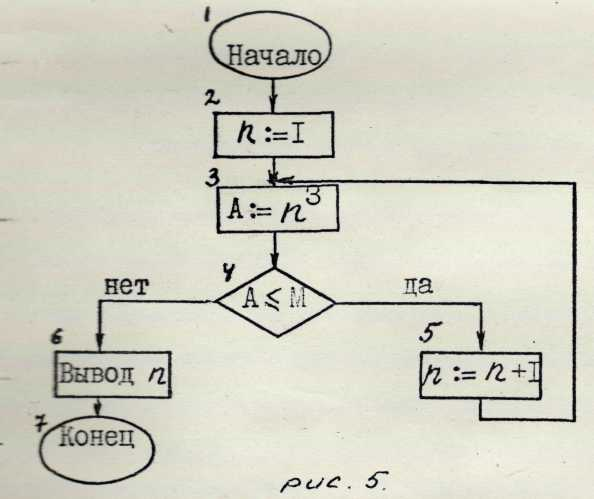 1
Начало
2
n := I
3
A := n³
4
A ⩽ M
нет
да
5
n := n+I
6
Вывод n
7
Конец
рис. 5.